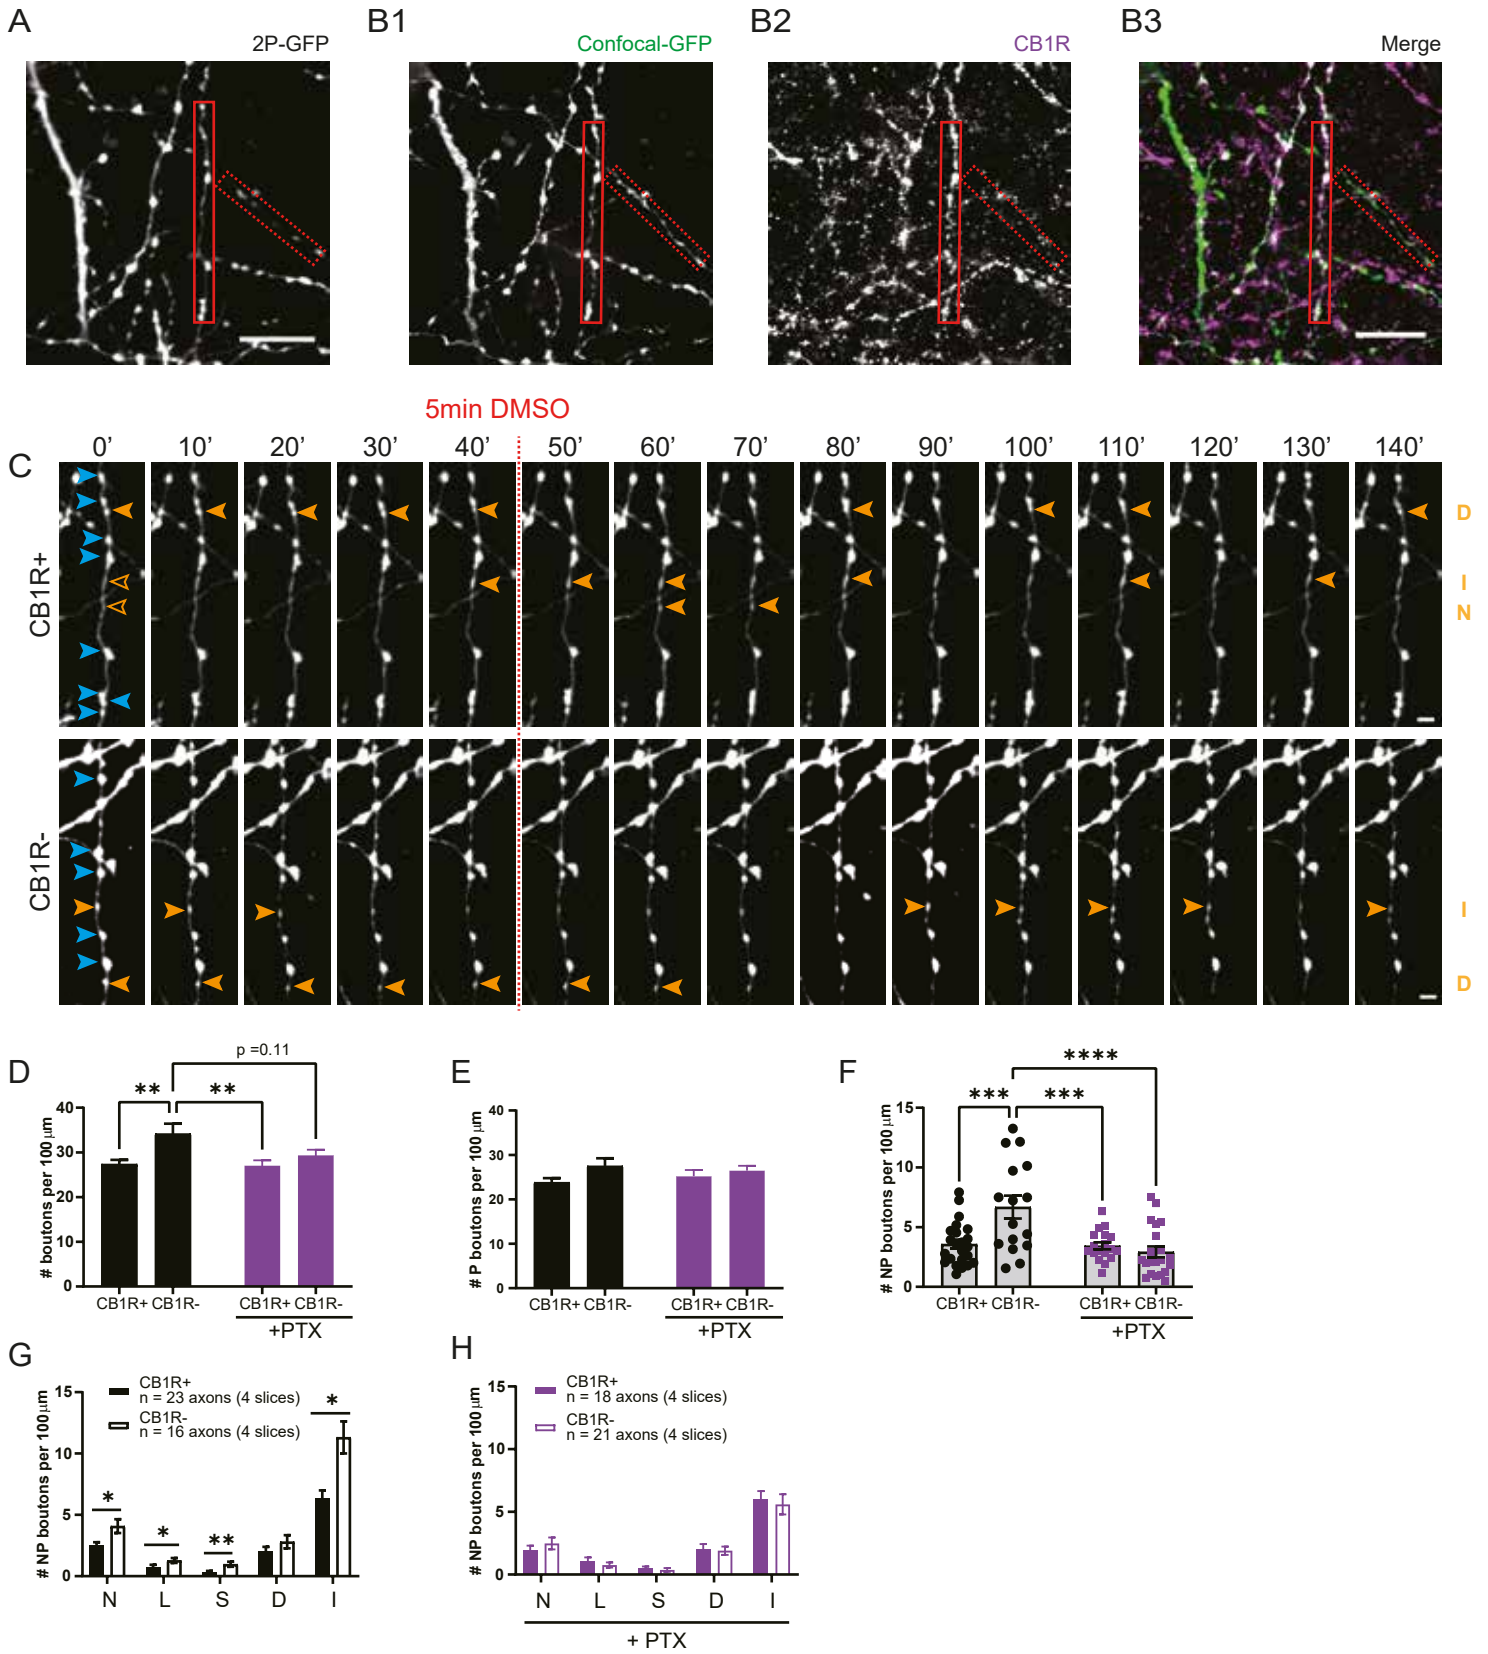 A
2P-GFP
B1
Confocal-GFP
B2
CB1R
B3
Merge
5min DMSO
C
0’ 10’ 20’ 30’ 40’ 50’ 60’ 70’ 80’ 90’ 100’ 110’ 120’ 130’ 140’
CB1R+
D
I
N
CB1R-
I
D
D
p =0.11
** **
# boutons per 100 µm
40
30
20
10
0
CB1R+ CB1R- CB1R+ CB1R-
+PTX
E
# P boutons per 100 µm
40
30
20
10
0
CB1R+ CB1R- CB1R+ CB1R-
+PTX
F
****
*** ***
# NP boutons per 100 µm
15
10
5
0
CB1R+ CB1R- CB1R+ CB1R-
+PTX
G
CB1R+
n = 23 axons (4 slices)
CB1R-
n = 16 axons (4 slices)
# NP boutons per 100µm
15
10
5
0
* * ** *
N L S D I
H
CB1R+
n = 18 axons (4 slices)
CB1R-
n = 21 axons (4 slices)
# NP boutons per 100 µm
15
10
5
0
N L S D I
+ PTX